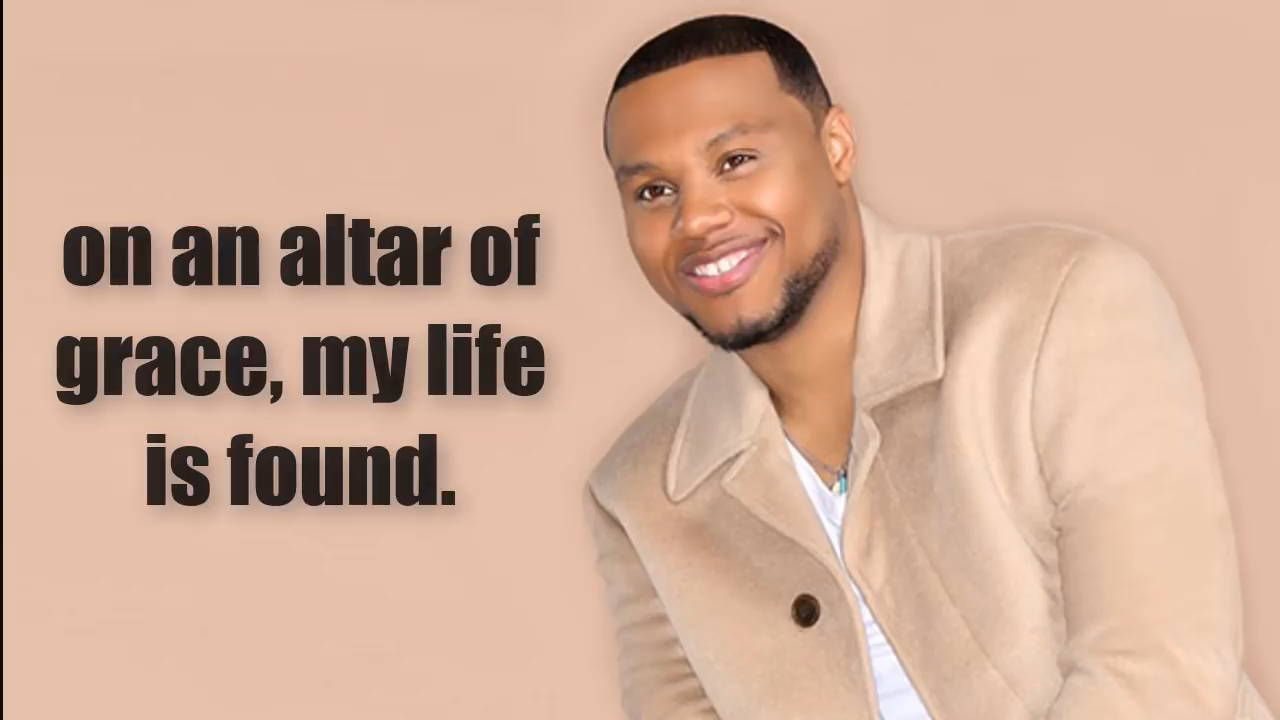 on an altar of
grace, my life
is found.